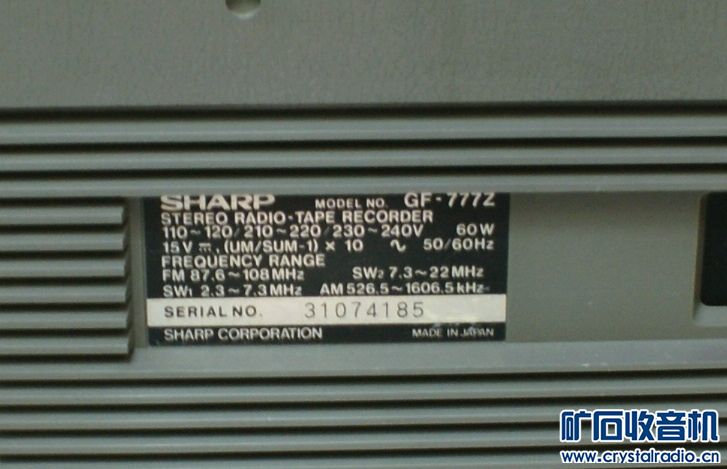 SHARP MODEL NO. GF-777Z
STEREO RADIO-TAPE RECORDER
110~120/210~220/230~240V 60W
15V ⎓, (UM/SUM-1) × 10 ∿ 50/60Hz
FREQUENCY RANGE
FM 87.6~108MHz SW₂ 7.3~22MHz
SW₁ 2.3~7.3MHz AM 526.5~1606.5kHz
SERIAL NO. 31074185
SHARP CORPORATION MADE IN JAPAN
矿石收音机
www.crystalradio.cn